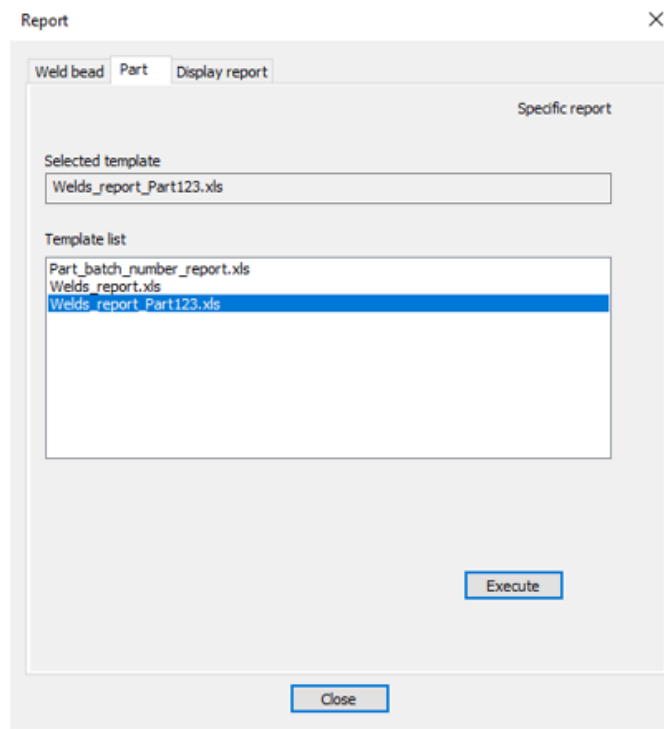 Report
Weld bead Part Display report
Specific report
Selected template
Welds_report_Part123.xls
Template list
Part_batch_number_report.xls
Welds_report.xls
Welds_report_Part123.xls
Execute
Close